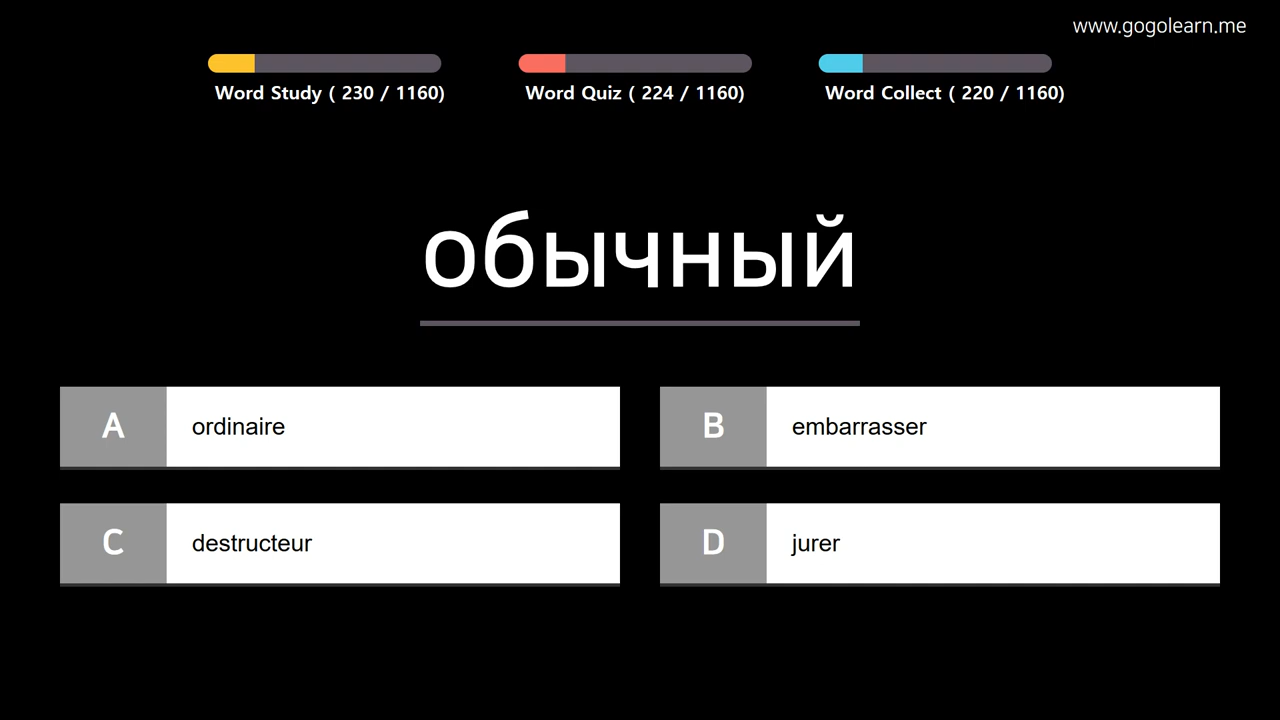 www.gogolearn.me
Word Study ( 230 / 1160)
Word Quiz ( 224 / 1160)
Word Collect ( 220 / 1160)
обычный
A ordinaire
B embarrasser
C destructeur
D jurer